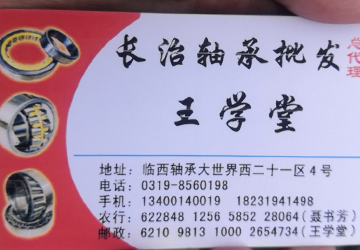 长治轴承批发
总代理
王学堂
地址：临西轴承大世界西二十一区4号
电话：0319-8560198
手机：13400140019 18231941498
农行：622848 1256 5852 28064(聂书芳)
邮政：6210 9813 1000 2654734(王学堂)